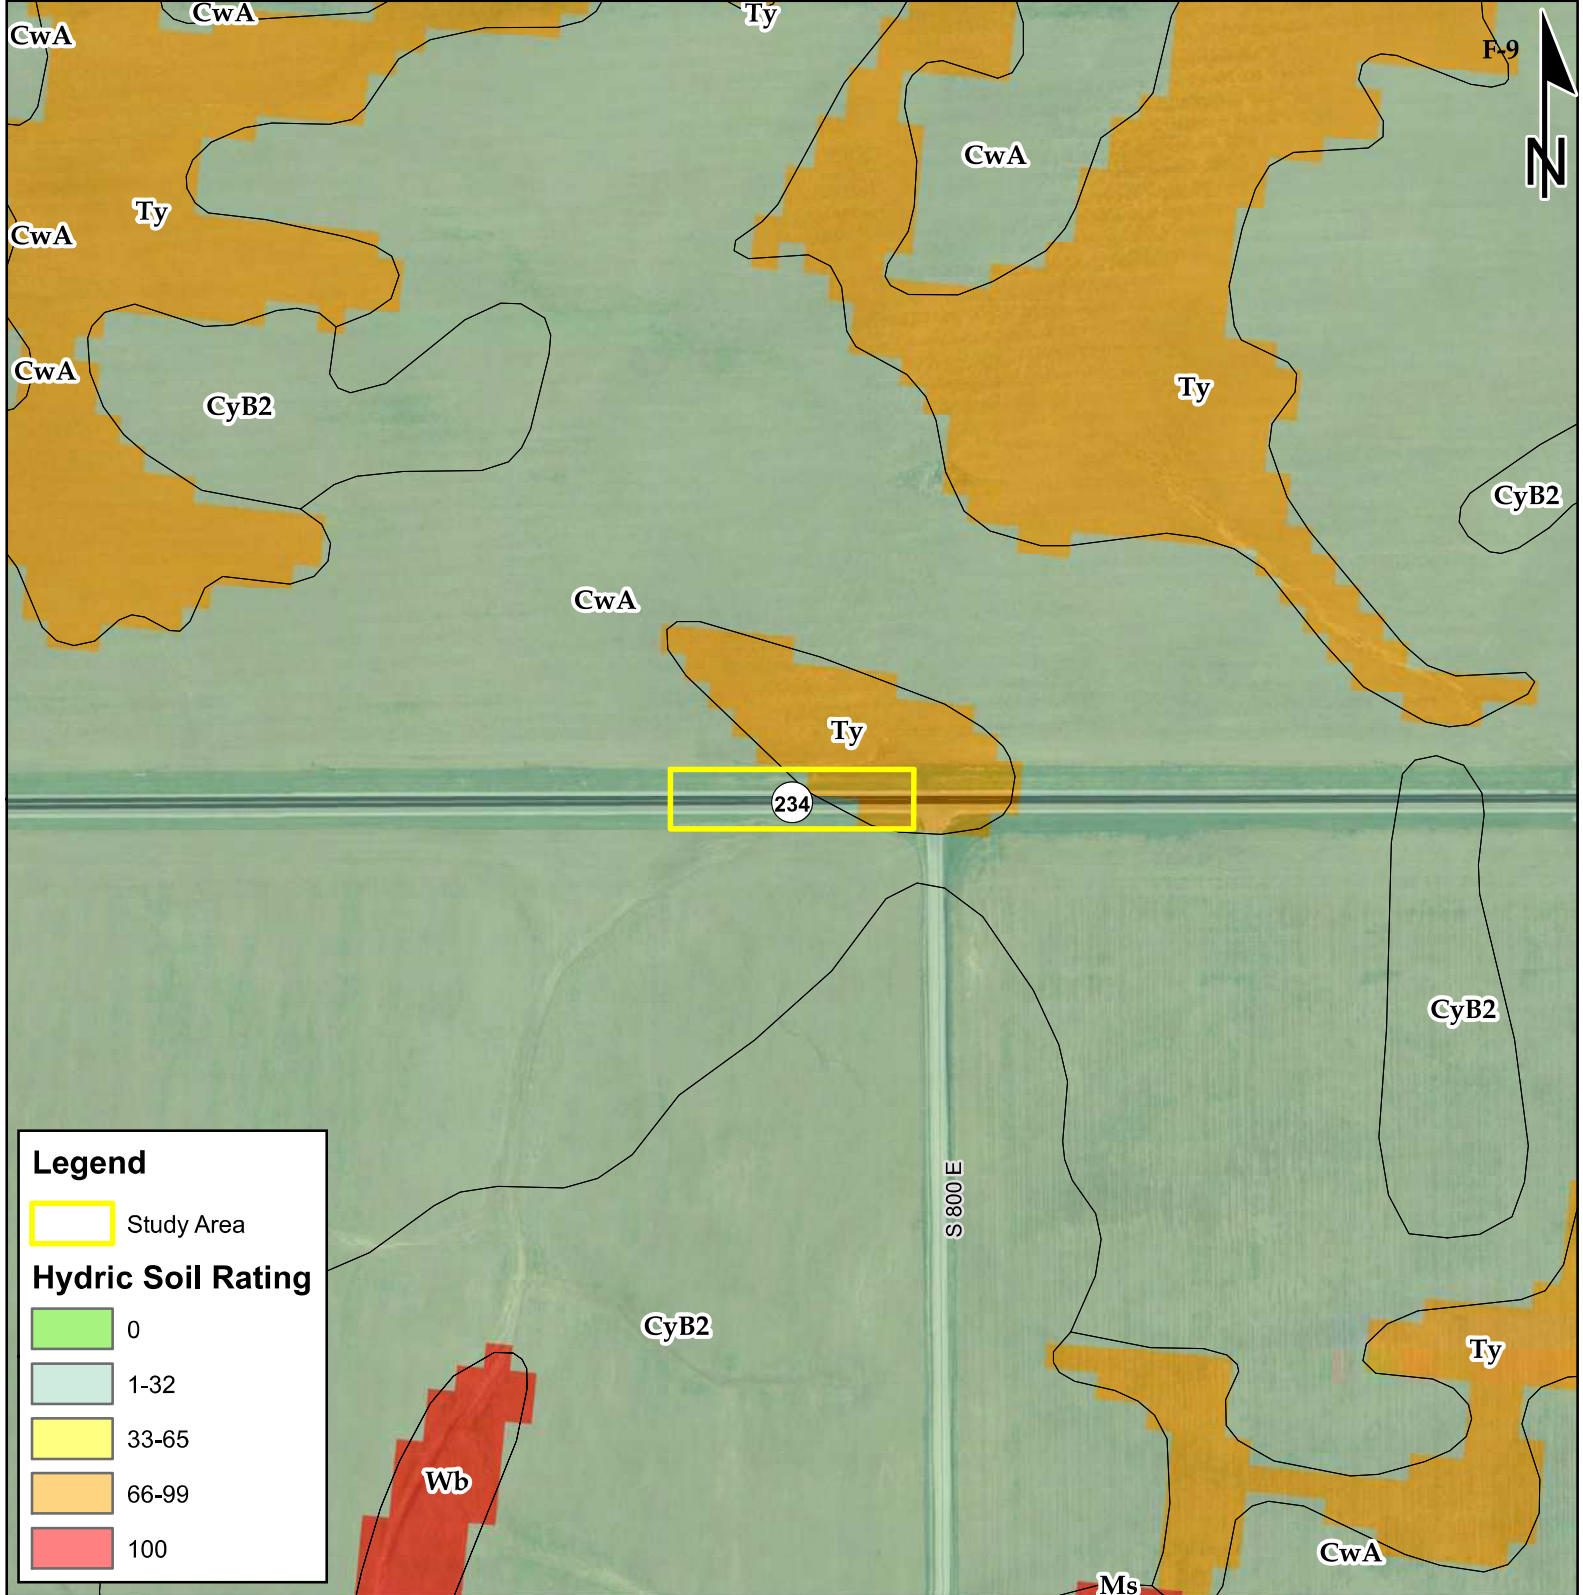 CwA
Ty
CwA
F-9
CwA
N
Ty
CwA
CwA
Ty
CyB2
CyB2
CwA
Ty
234
CyB2
S 800 E
Legend
Study Area
Hydric Soil Rating
0
1-32
33-65
66-99
100
CyB2
Ty
Wb
CwA
Ms